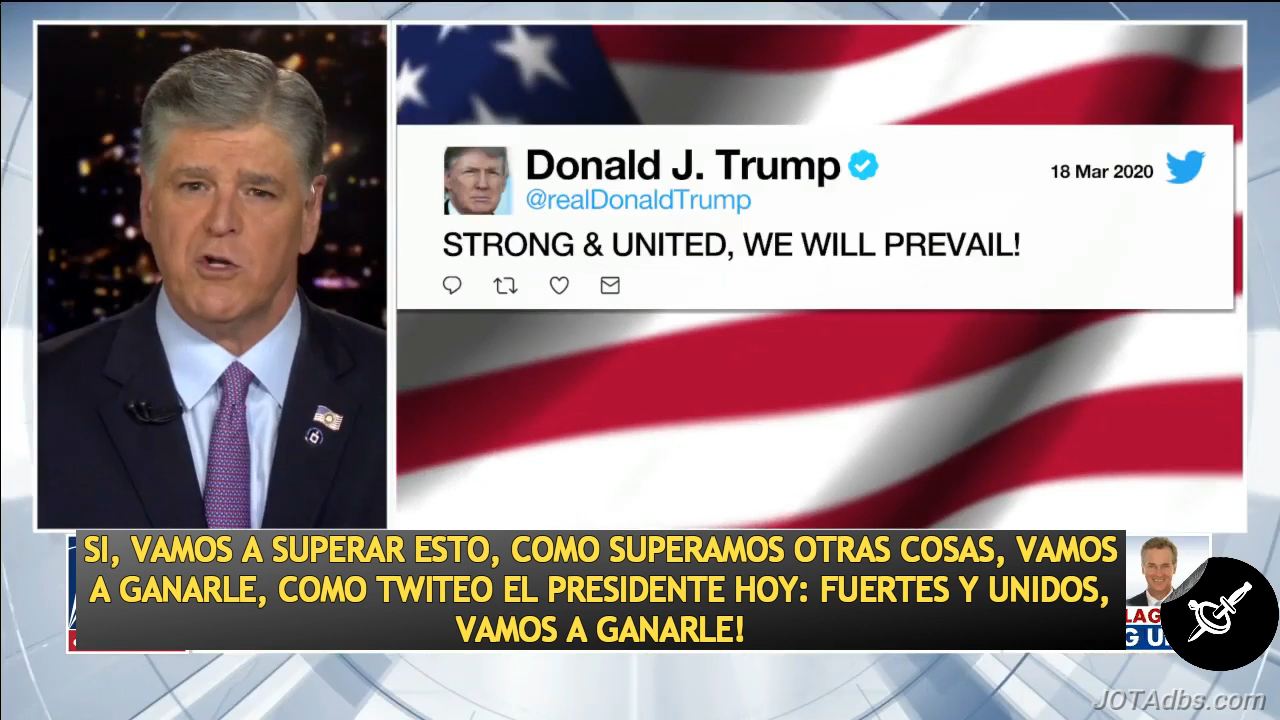 Donald J. Trump
18 Mar 2020
@realDonaldTrump
STRONG & UNITED, WE WILL PREVAIL!
SI, VAMOS A SUPERAR ESTO, COMO SUPERAMOS OTRAS COSAS, VAMOS
A GANARLE, COMO TWITEO EL PRESIDENTE HOY: FUERTES Y UNIDOS,
VAMOS A GANARLE!
JOTAdbs.com